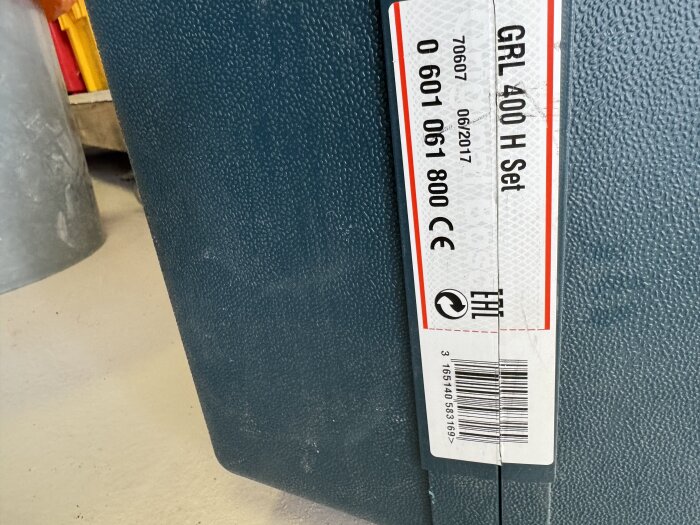 GRL 400 H Set
70607 06/2017
0 601 061 800 CE
EAC
3 165140 583169>